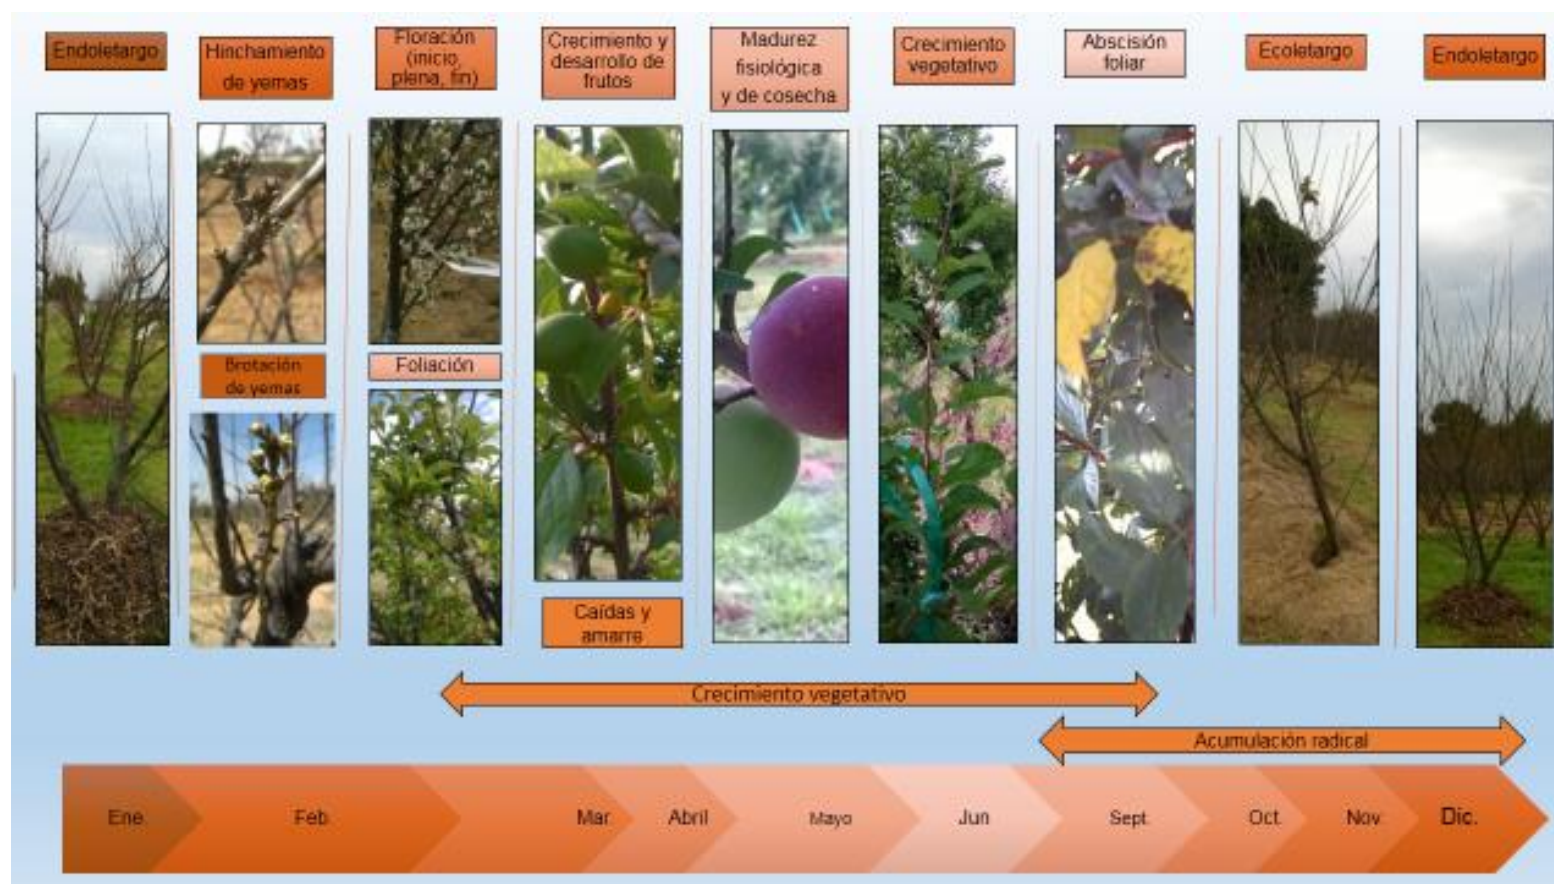 Endoletargo
Hinchamiento
de yemas
Floración
(inicio,
plena, fin)
Crecimiento y
desarrollo de
frutos
Madurez
fisiológica
y de cosecha
Crecimiento
vegetativo
Abscisión
foliar
Ecoletargo
Endoletargo
Brotación
de yemas
Foliación
Caídas y
amarre
Crecimiento vegetativo
Acumulación radical
Ene.
Feb.
Mar.
Abril
Mayo
Jun
Sept.
Oct.
Nov.
Dic.